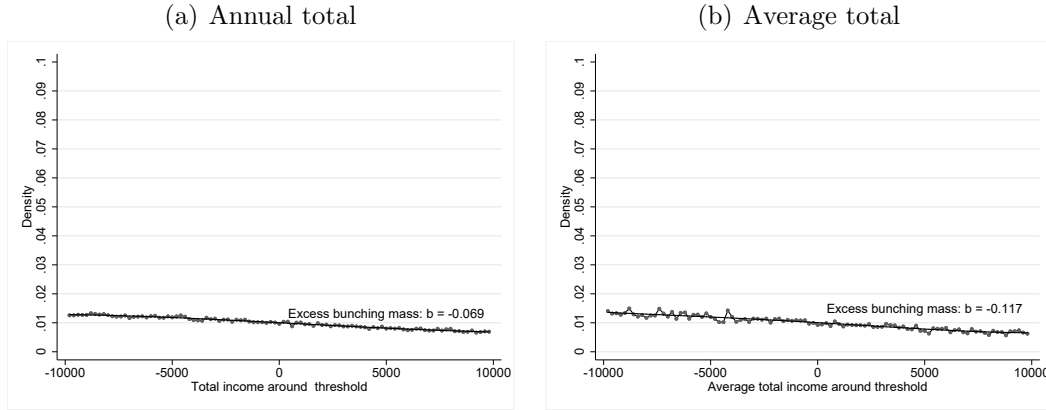 (a) Annual total
.1
.09
.08
.07
.06
.05
.04
.03
.02
.01
0
Density
Excess bunching mass: b = -0.069
-10000 -5000 0 5000 10000
Total income around threshold
(b) Average total
.1
.09
.08
.07
.06
.05
.04
.03
.02
.01
0
Density
Excess bunching mass: b = -0.117
-10000 -5000 0 5000 10000
Average total income around threshold